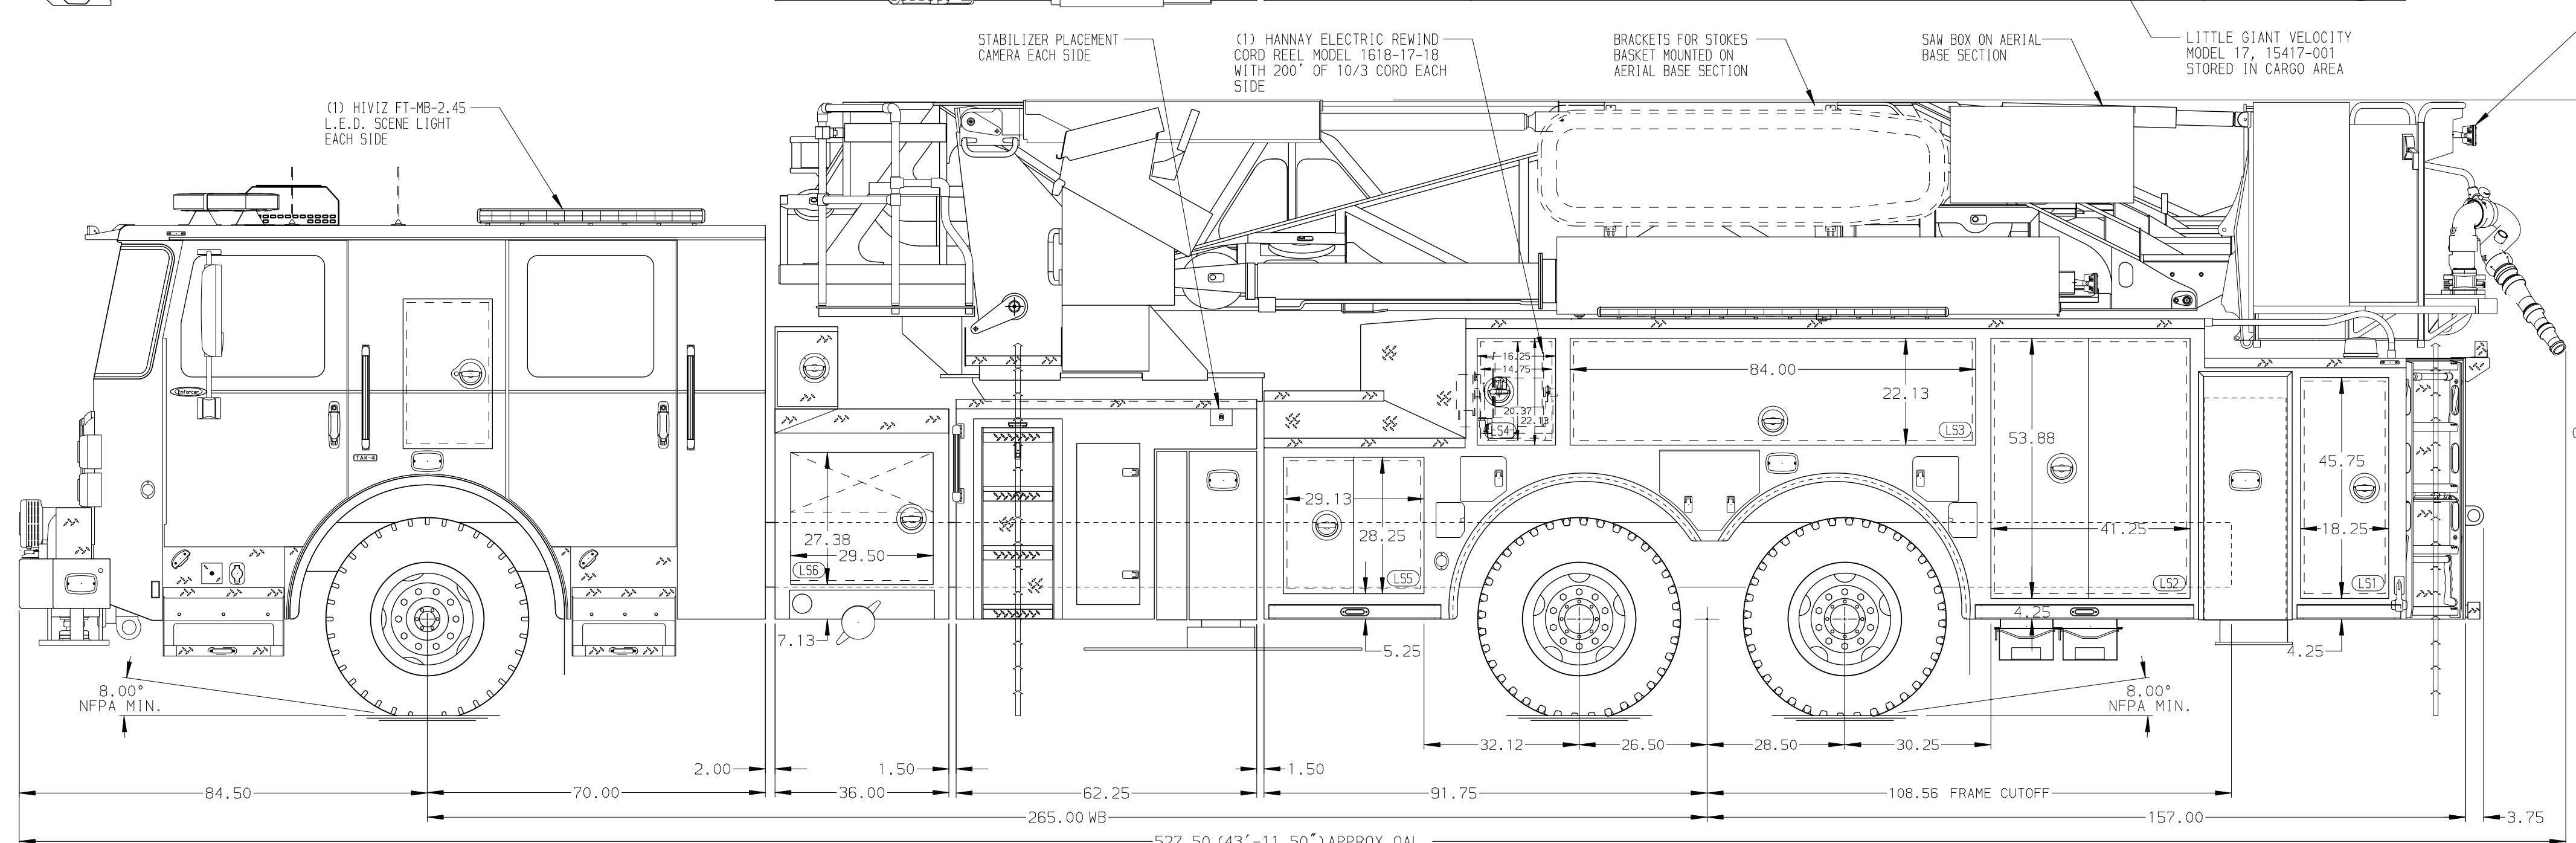 STABILIZER PLACEMENT
CAMERA EACH SIDE
(1) HANNAY ELECTRIC REWIND
CORD REEL MODEL 1618-17-18
WITH 200' OF 10/3 CORD EACH
SIDE
BRACKETS FOR STOKES
BASKET MOUNTED ON
AERIAL BASE SECTION
SAW BOX ON AERIAL
BASE SECTION
LITTLE GIANT VELOCITY
MODEL 17, 15417-001
STORED IN CARGO AREA
(1) HIVIZ FT-MB-2.45
L.E.D. SCENE LIGHT
EACH SIDE
Enforcer
TAK-4
16.25
14.75
20.37
22.13
LS4
84.00
22.13
LS3
53.88
41.25
LS2
45.75
18.25
LS1
29.13
28.25
LS5
27.38
29.50
LS6
7.13
5.25
4.25
4.25
8.00°
NFPA MIN.
8.00°
NFPA MIN.
32.12
26.50
28.50
30.25
2.00
1.50
1.50
84.50
70.00
36.00
62.25
91.75
108.56 FRAME CUTOFF
265.00 WB
157.00
3.75
527.50 (43'-11.50") APPROX OAL